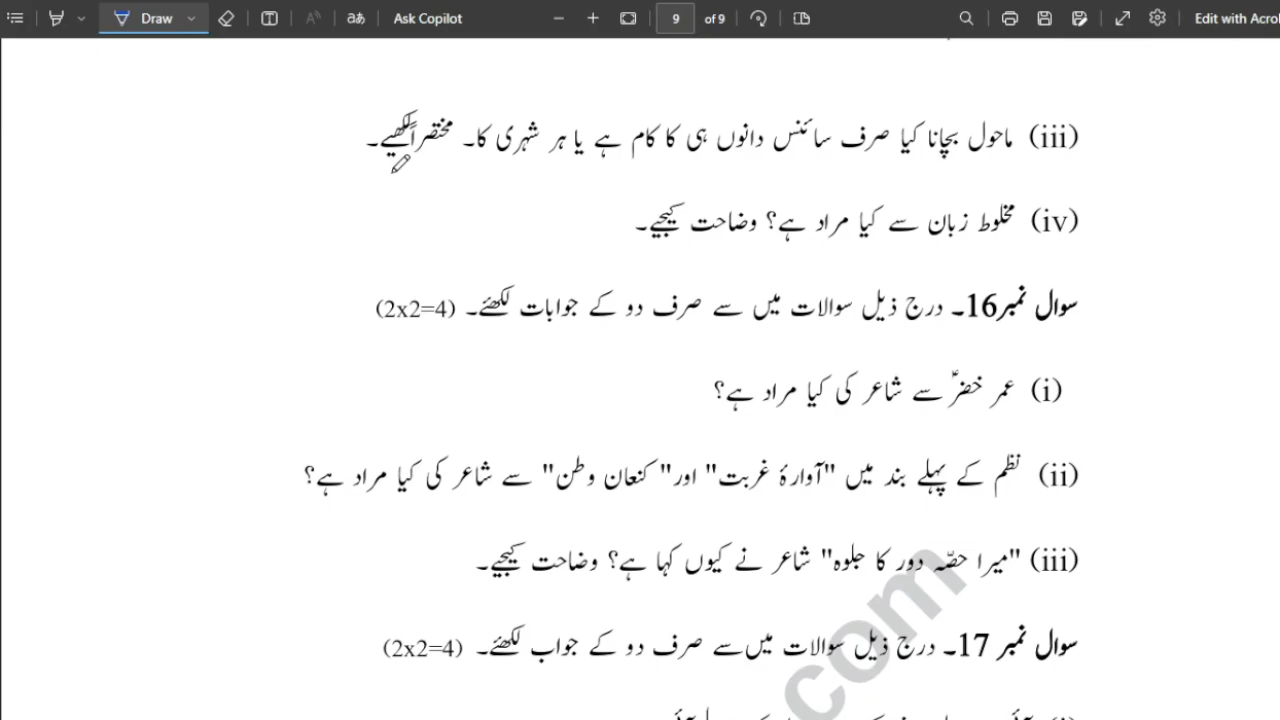 Draw aあ Ask Copilot 9 of 9 Edit with Acro
(iii) ماحول بچانا کیا صرف سائنس دانوں ہی کا کام ہے یا ہر شہری کا۔ مختصراً لکھیے۔
(iv) مخلوط زبان سے کیا مراد ہے؟ وضاحت کیجیے۔
سوال نمبر16۔ درج ذیل سوالات میں سے صرف دو کے جوابات لکھئے۔ (2x2=4)
(i) عمر خضرؑ سے شاعر کی کیا مراد ہے؟
(ii) نظم کے پہلے بند میں "آوارۂ غربت" اور" کنعان وطن" سے شاعر کی کیا مراد ہے؟
(iii) "میرا حصّہ دور کا جلوہ" شاعر نے کیوں کہا ہے؟ وضاحت کیجیے۔
سوال نمبر 17۔ درج ذیل سوالات میں سے صرف دو کے جواب لکھئے۔ (2x2=4)
.com